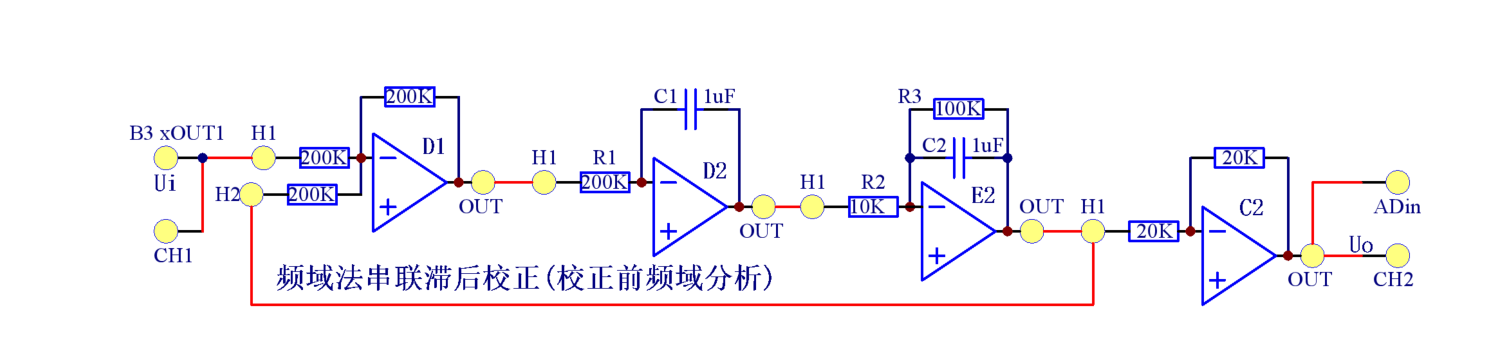 200K
C1 1uF
R3
100K
B3 xOUT1 H1
D1
H1 R1
C2 1uF
200K
Ui
200K
D2
H1 R2
20K
H2
200K
E2
OUT
10K
OUT H1
ADin
OUT
20K
C2
CH1
Uo
OUT
CH2
频域法串联滞后校正(校正前频域分析)